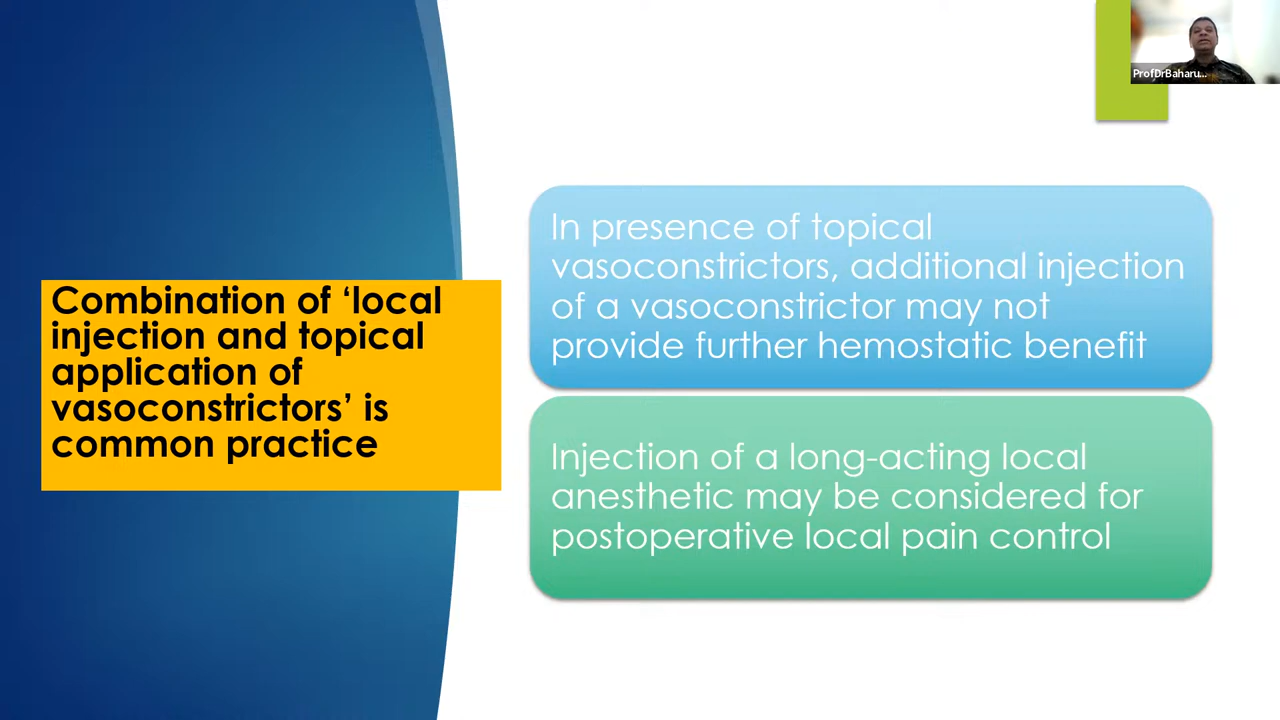 ProfDrBaharu...
Combination of ‘local
injection and topical
application of
vasoconstrictors’ is
common practice
In presence of topical
vasoconstrictors, additional injection
of a vasoconstrictor may not
provide further hemostatic benefit
Injection of a long-acting local
anesthetic may be considered for
postoperative local pain control